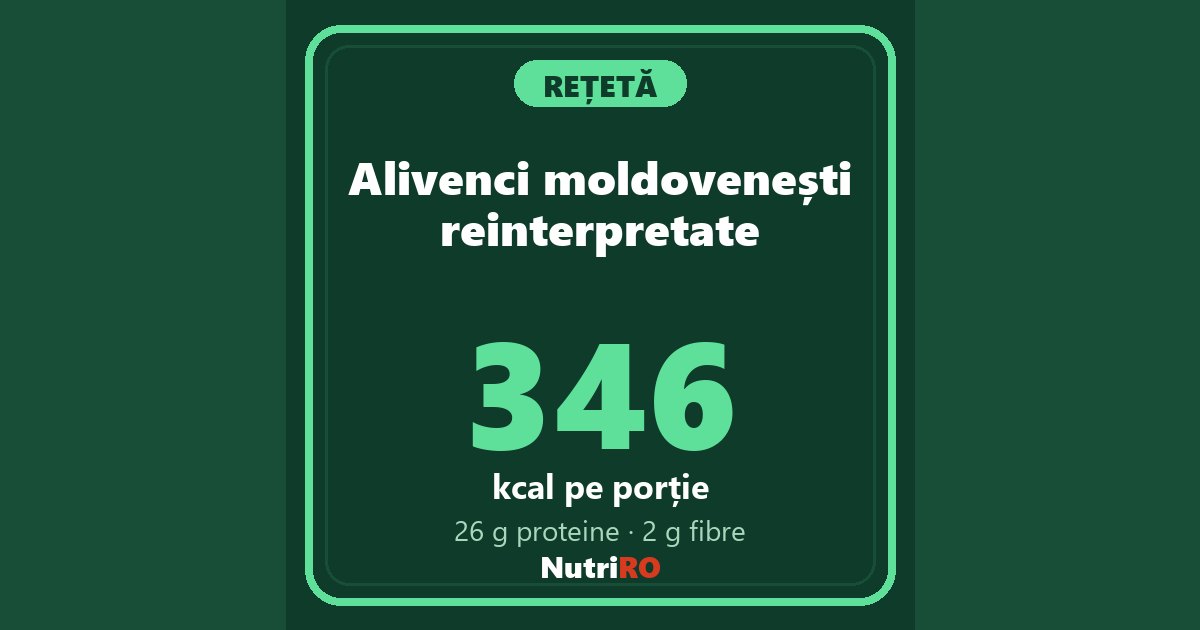 REȚETĂ
Alivenci moldovenești
reinterpretate
346
kcal pe porție
26 g proteine · 2 g fibre
NutriRO